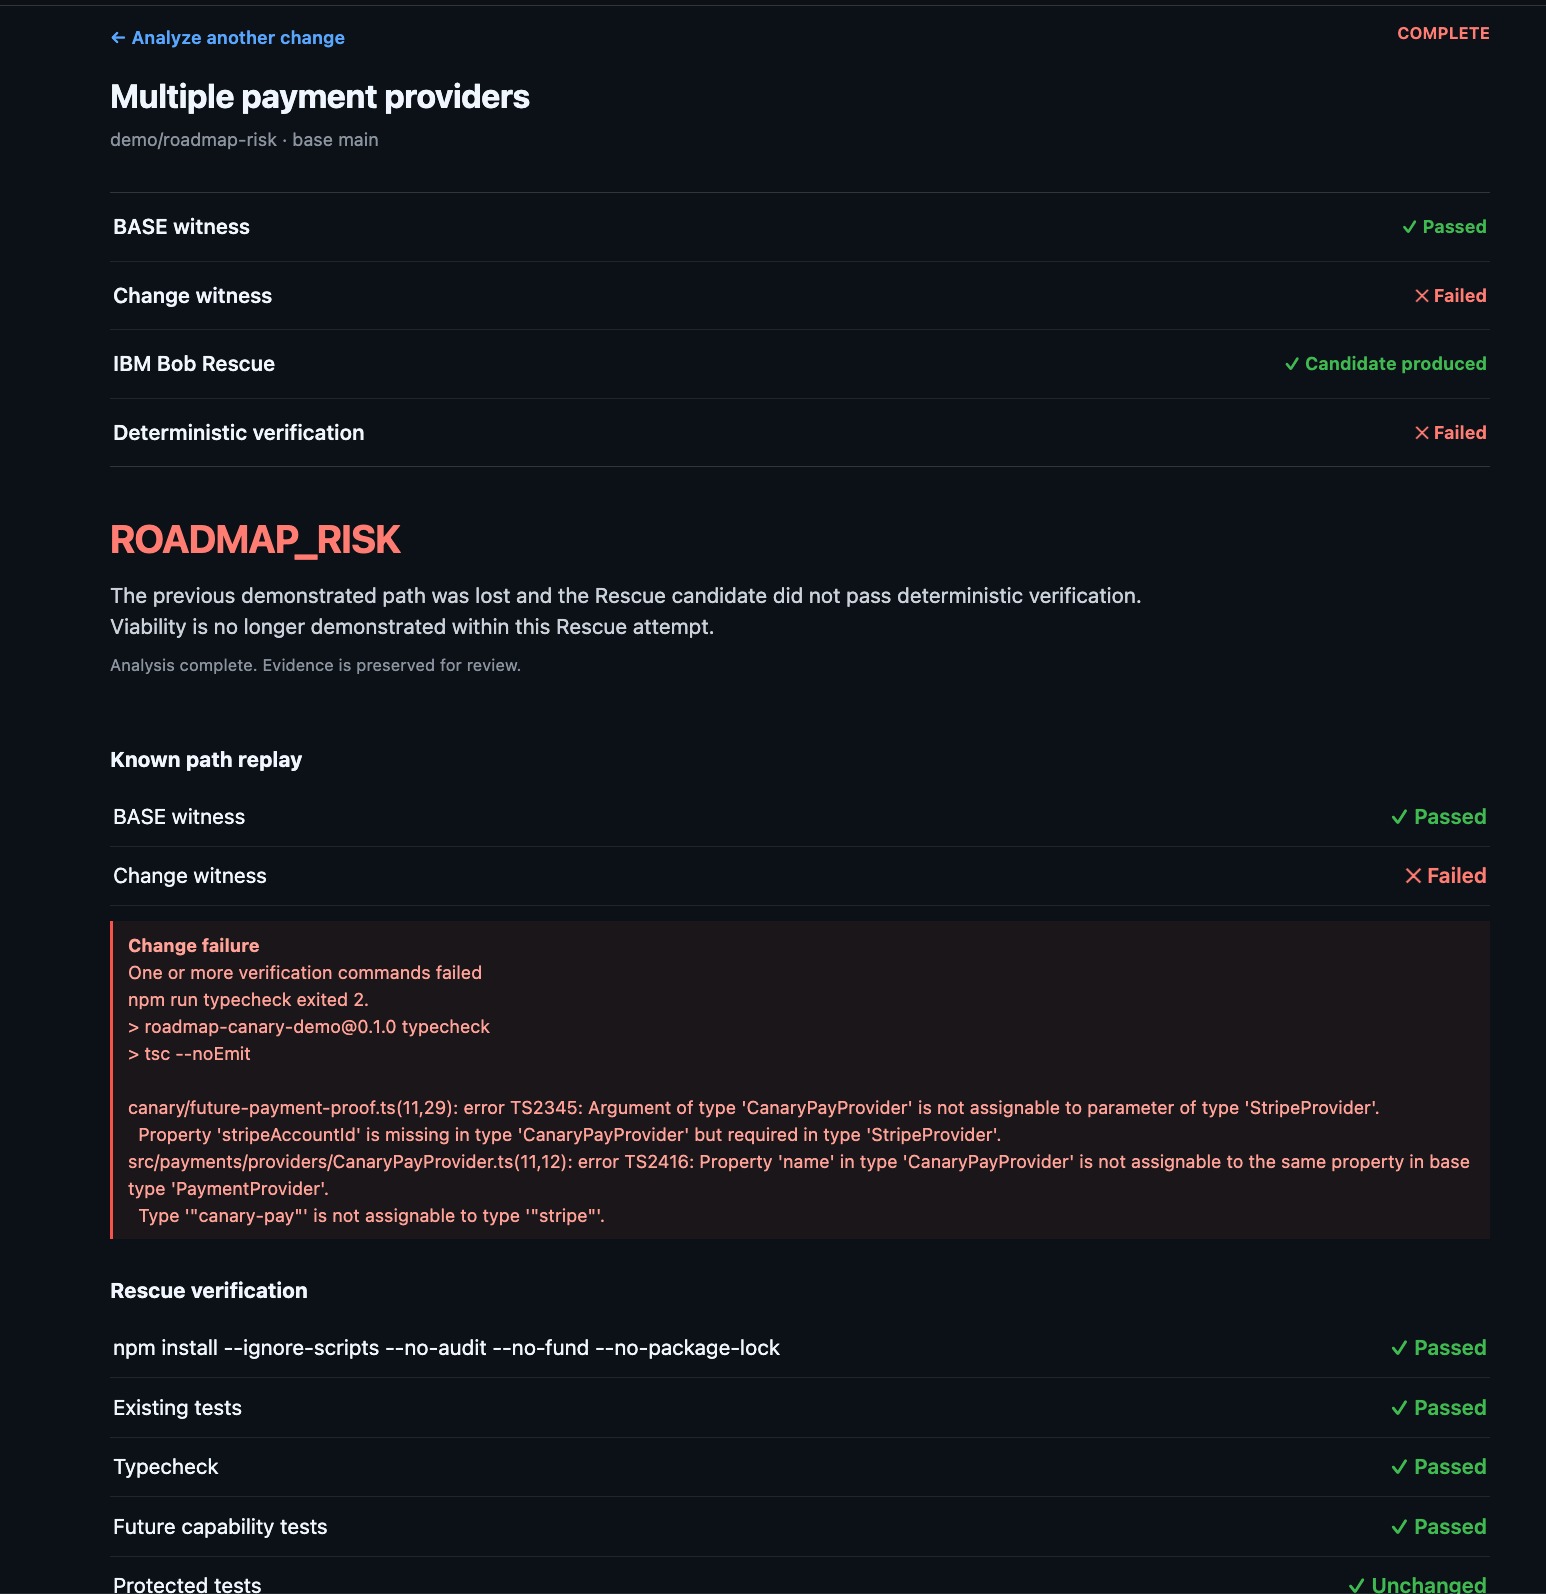 ← Analyze another change
COMPLETE
Multiple payment providers
demo/roadmap-risk · base main
BASE witness
✓ Passed
Change witness
✕ Failed
IBM Bob Rescue
✓ Candidate produced
Deterministic verification
✕ Failed
ROADMAP_RISK
The previous demonstrated path was lost and the Rescue candidate did not pass deterministic verification.
Viability is no longer demonstrated within this Rescue attempt.
Analysis complete. Evidence is preserved for review.
Known path replay
BASE witness
✓ Passed
Change witness
✕ Failed
Change failure
One or more verification commands failed
npm run typecheck exited 2.
> roadmap-canary-demo@0.1.0 typecheck
> tsc --noEmit
canary/future-payment-proof.ts(11,29): error TS2345: Argument of type 'CanaryPayProvider' is not assignable to parameter of type 'StripeProvider'.
Property 'stripeAccountId' is missing in type 'CanaryPayProvider' but required in type 'StripeProvider'.
src/payments/providers/CanaryPayProvider.ts(11,12): error TS2416: Property 'name' in type 'CanaryPayProvider' is not assignable to the same property in base
type 'PaymentProvider'.
Type '"canary-pay"' is not assignable to type '"stripe"'.
Rescue verification
npm install --ignore-scripts --no-audit --no-fund --no-package-lock
✓ Passed
Existing tests
✓ Passed
Typecheck
✓ Passed
Future capability tests
✓ Passed
Protected tests
✓ Unchanged